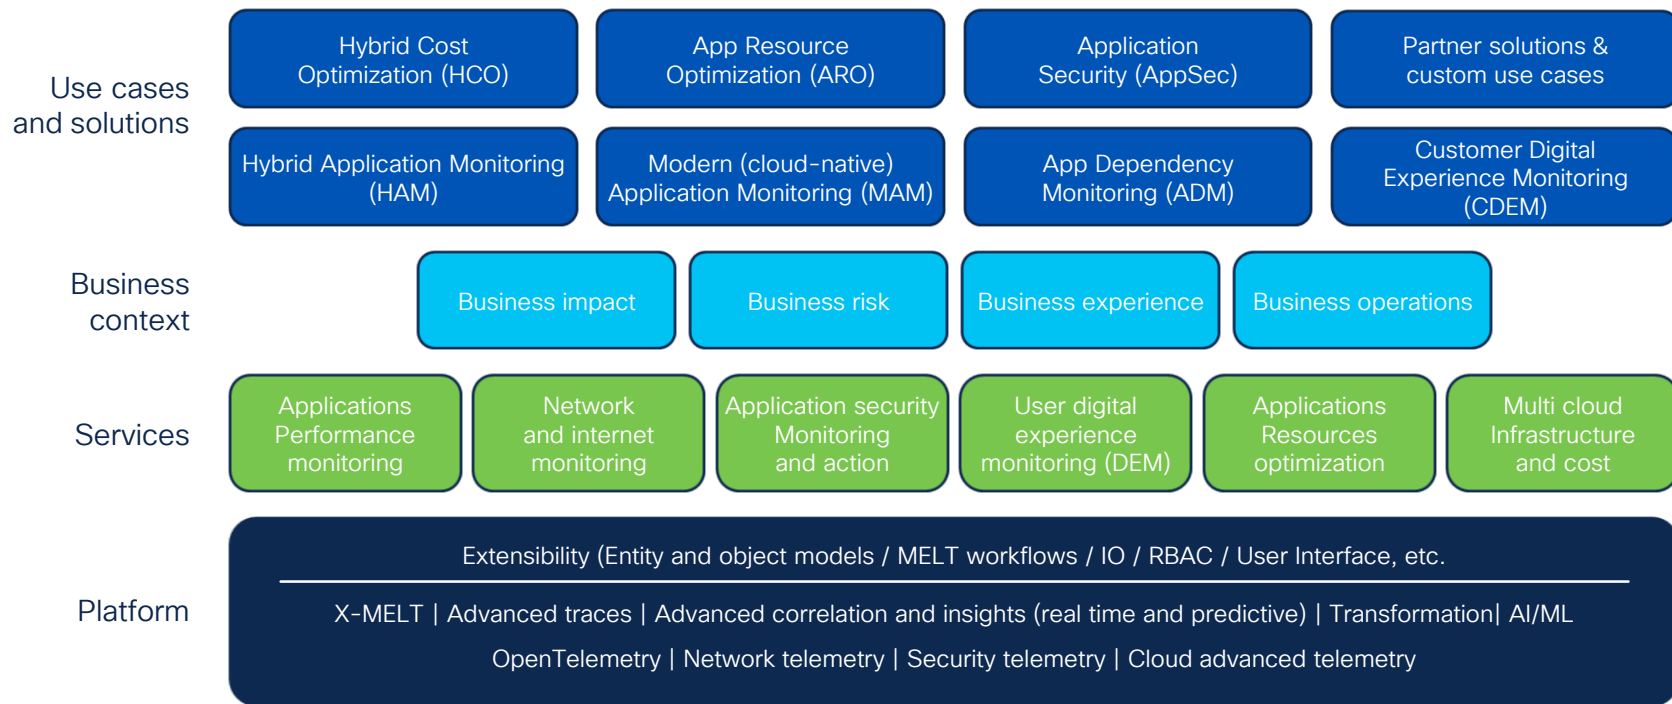 Use cases
and solutions
Hybrid Cost
Optimization (HCO)
App Resource
Optimization (ARO)
Application
Security (AppSec)
Partner solutions &
custom use cases
Hybrid Application Monitoring
(HAM)
Modern (cloud-native)
Application Monitoring (MAM)
App Dependency
Monitoring (ADM)
Customer Digital
Experience Monitoring
(CDEM)
Business
context
Business impact
Business risk
Business experience
Business operations
Services
Applications
Performance
monitoring
Network
and internet
monitoring
Application security
Monitoring
and action
User digital
experience
monitoring (DEM)
Applications
Resources
optimization
Multi cloud
Infrastructure
and cost
Platform
Extensibility (Entity and object models / MELT workflows / IO / RBAC / User Interface, etc.
X-MELT | Advanced traces | Advanced correlation and insights (real time and predictive) | Transformation| AI/ML
OpenTelemetry | Network telemetry | Security telemetry | Cloud advanced telemetry